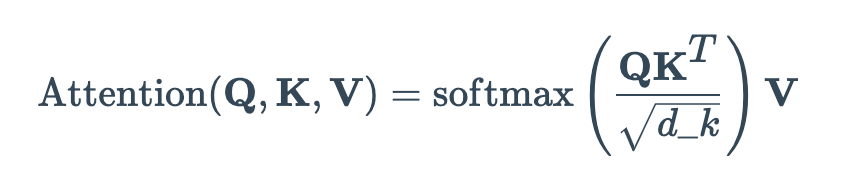 Attention(Q, K, V) = softmax(QK^T / √d_k) V